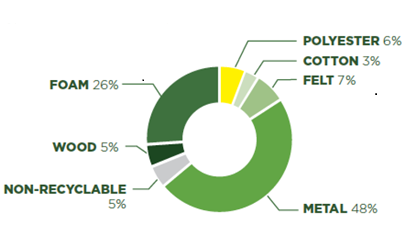 POLYESTER 6%
COTTON 3%
FELT 7%
FOAM 26%
WOOD 5%
NON-RECYCLABLE
5%
METAL 48%